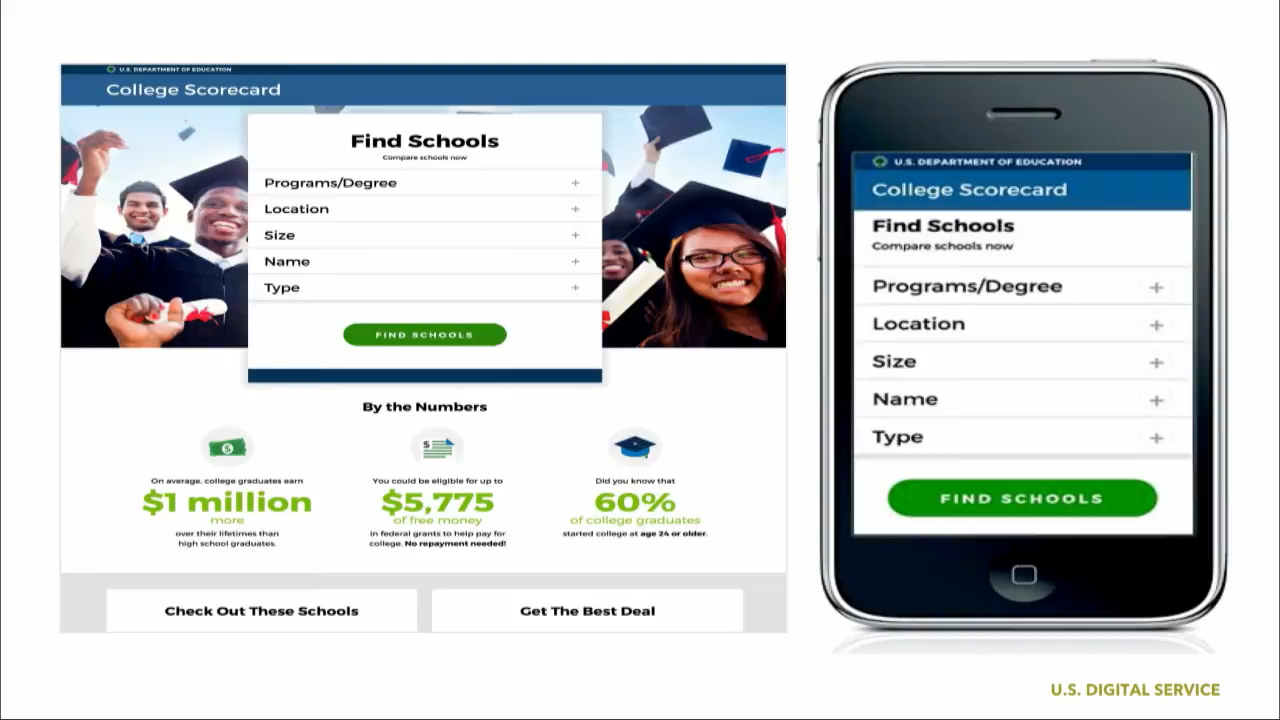 U.S. DEPARTMENT OF EDUCATION
College Scorecard
Find Schools
Compare schools now
Programs/Degree +
Location +
Size +
Name +
Type +
FIND SCHOOLS
By the Numbers
On average, college graduates earn
$1 million
more
over their lifetimes than
high school graduates.
$
You could be eligible for up to
$5,775
of free money
in federal grants to help pay for
college. No repayment needed!
Did you know that
60%
of college graduates
started college at age 24 or older.
Check Out These Schools
Get The Best Deal
U.S. DEPARTMENT OF EDUCATION
College Scorecard
Find Schools
Compare schools now
Programs/Degree +
Location +
Size +
Name +
Type +
FIND SCHOOLS
U.S. DIGITAL SERVICE